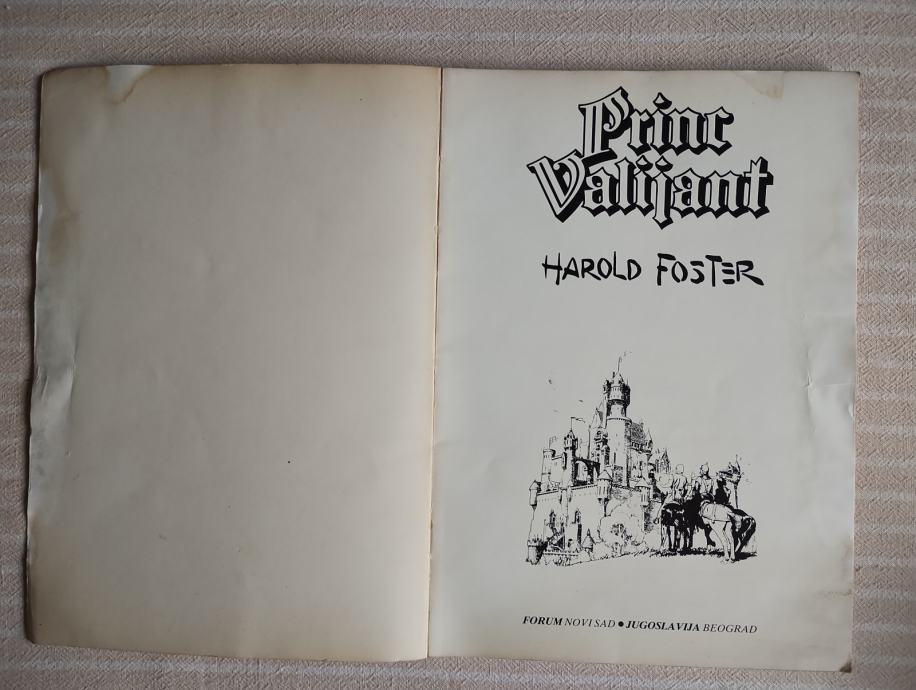 Princ
Valijant
HAROLD FOSTER
FORUM NOVI SAD ● JUGOSLAVIJA BEOGRAD